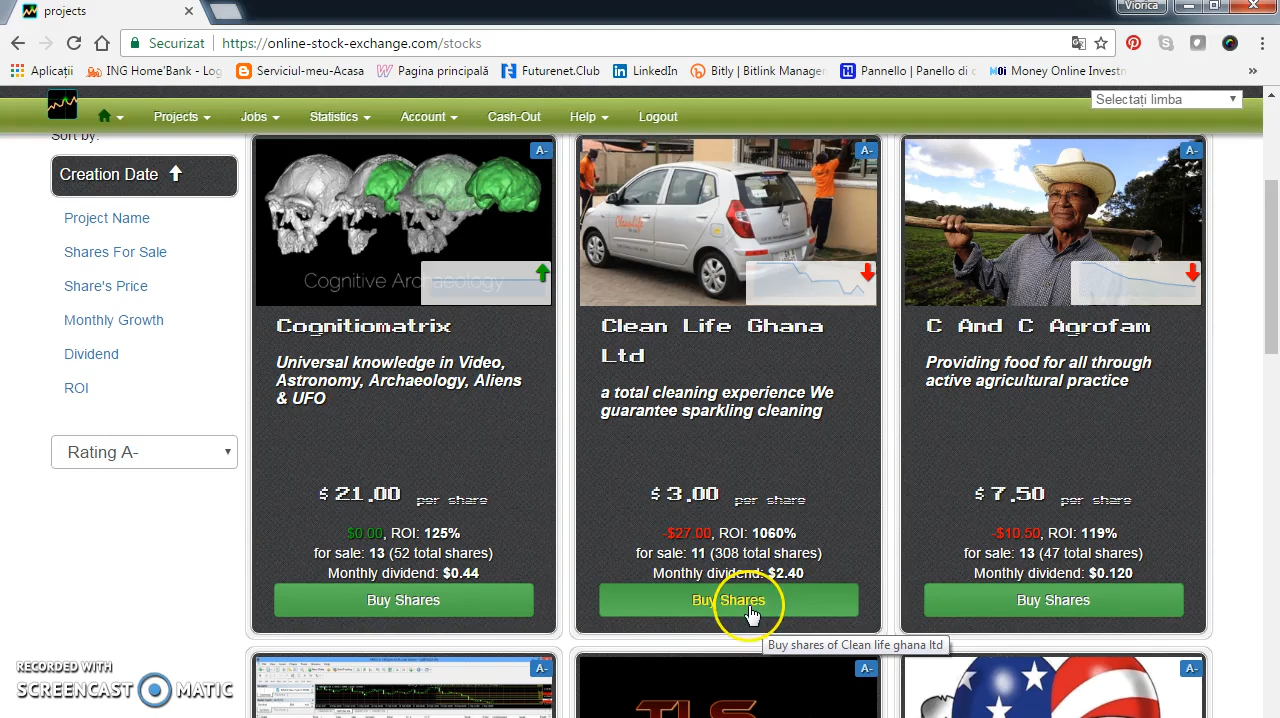 projects
Viorica
Securizat
https://online-stock-exchange.com/stocks
Aplicații
ING Home'Bank - Log
Serviciul-meu-Acasa
Pagina principală
Futurenet.Club
LinkedIn
Bitly | Bitlink Manager
Pannello | Panello di c
Money Online Investm
»
Selectați limba
Projects
Jobs
Statistics
Account
Cash-Out
Help
Logout
Sort by:
Creation Date
Project Name
Shares For Sale
Share's Price
Monthly Growth
Dividend
ROI
Rating A-
A-
Cognitive Archaeology
Cognitiomatrix
Universal knowledge in Video,
Astronomy, Archaeology, Aliens
& UFO
$ 21.00 per share
$0.00, ROI: 125%
for sale: 13 (52 total shares)
Monthly dividend: $0.44
Buy Shares
A-
Clean Life Ghana
Ltd
a total cleaning experience We
guarantee sparkling cleaning
$ 3.00 per share
-$27.00, ROI: 1060%
for sale: 11 (308 total shares)
Monthly dividend: $2.40
Buy Shares
Buy shares of Clean life ghana ltd
A-
C And C Agrofam
Providing food for all through
active agricultural practice
$ 7.50 per share
-$10.50, ROI: 119%
for sale: 13 (47 total shares)
Monthly dividend: $0.120
Buy Shares
A-
A-
TLS
A-
RECORDED WITH
SCREENCAST MATIC